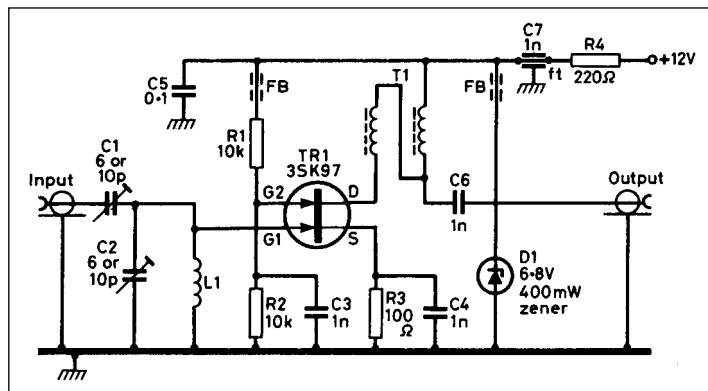 C7
1n
R4
+12V
ft
220Ω
C5
0·1
FB
T1
FB
R1
10k
TR1
3SK97
C1
6 or
10p
Input
G2
D
C6
Output
G1
S
1n
C2
6 or
10p
L1
D1
6·8V
400mW
zener
R2
10k
C3
1n
R3
100
Ω
C4
1n